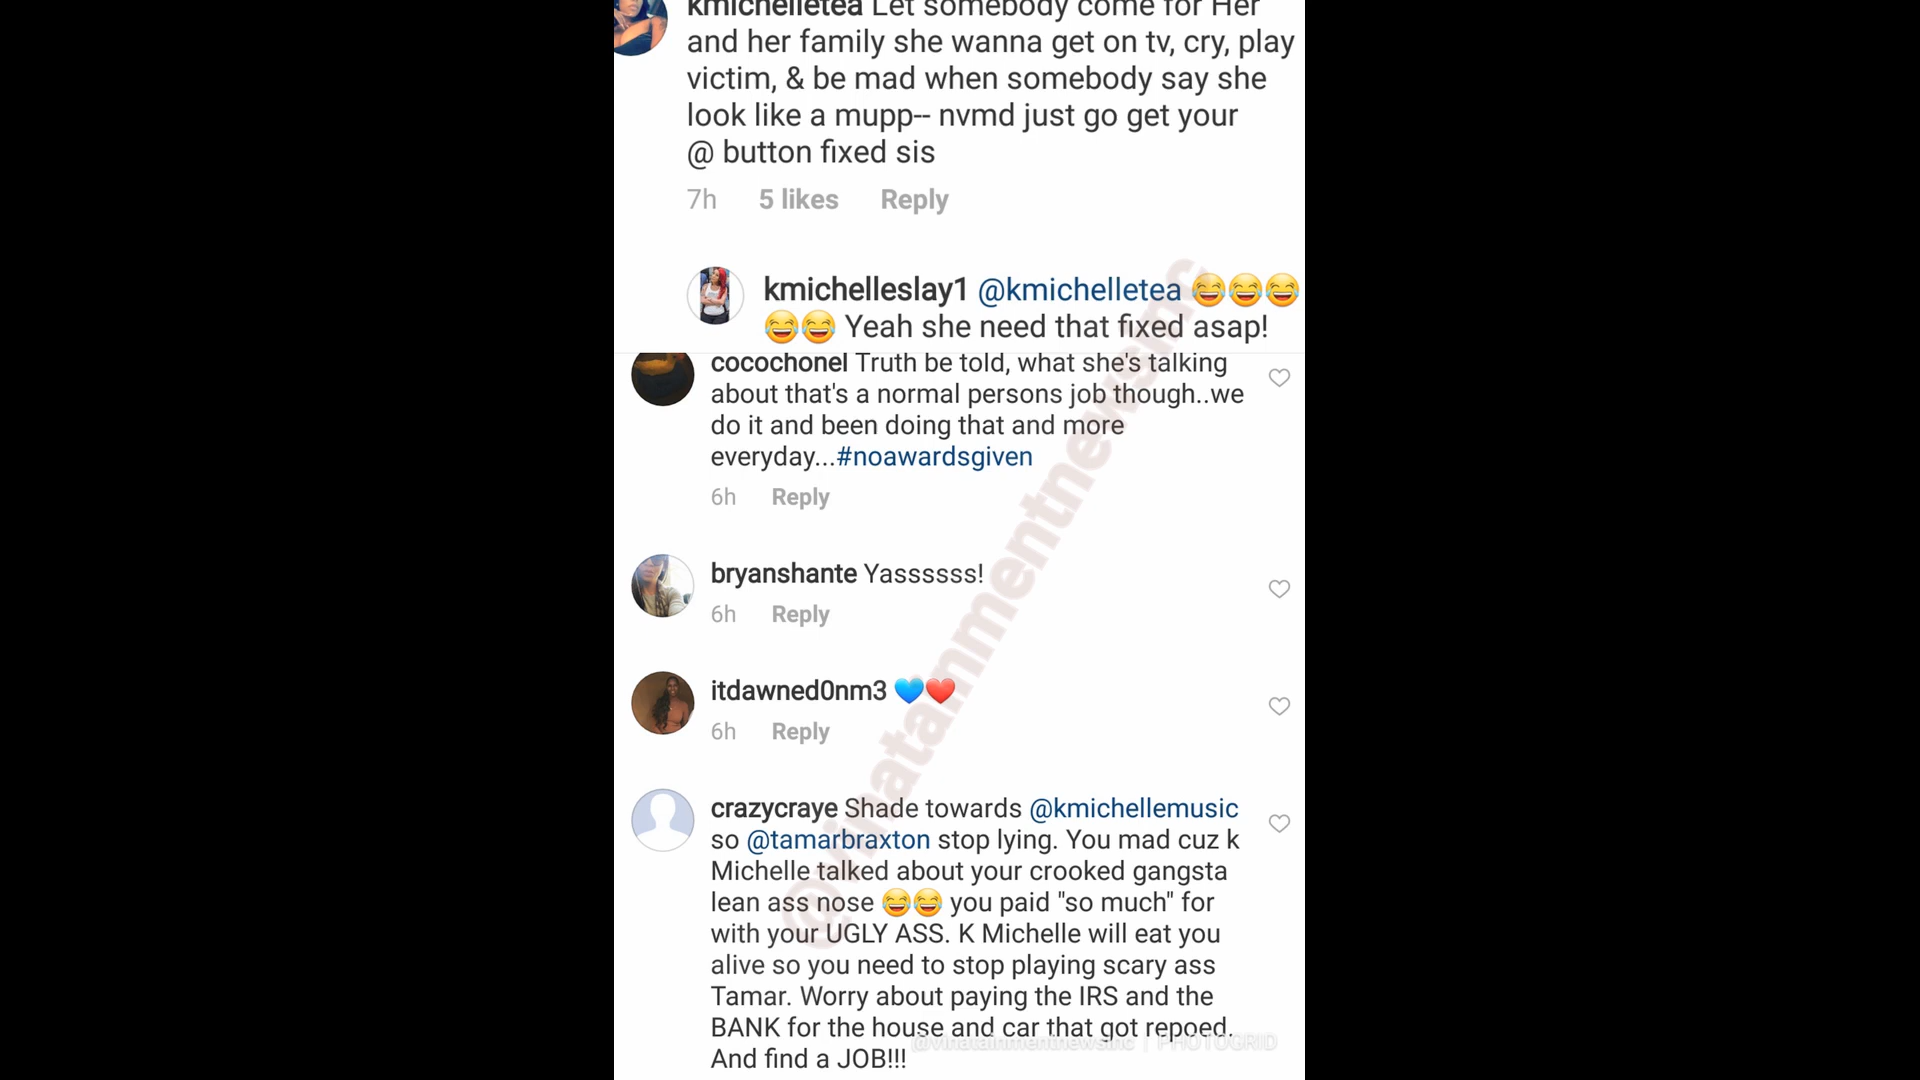 kmichelletea Let somebody come for Her
and her family she wanna get on tv, cry, play
victim, & be mad when somebody say she
look like a mupp-- nvmd just go get your
@ button fixed sis
7h 5 likes Reply
kmichelleslay1 @kmichelletea 😂😂😂
😂😂 Yeah she need that fixed asap!
cocochonel Truth be told, what she's talking
about that's a normal persons job though..we
do it and been doing that and more
everyday...#noawardsgiven
6h Reply
bryanshante Yassssss!
6h Reply
itdawned0nm3 💙❤️
6h Reply
crazycraye Shade towards @kmichellemusic
so @tamarbraxton stop lying. You mad cuz k
Michelle talked about your crooked gangsta
lean ass nose 😂😂 you paid "so much" for
with your UGLY ASS. K Michelle will eat you
alive so you need to stop playing scary ass
Tamar. Worry about paying the IRS and the
BANK for the house and car that got repoed.
And find a JOB!!!
@vinatainmentnewsinc
@vinatainmentnewsinc | PHOTOGRID